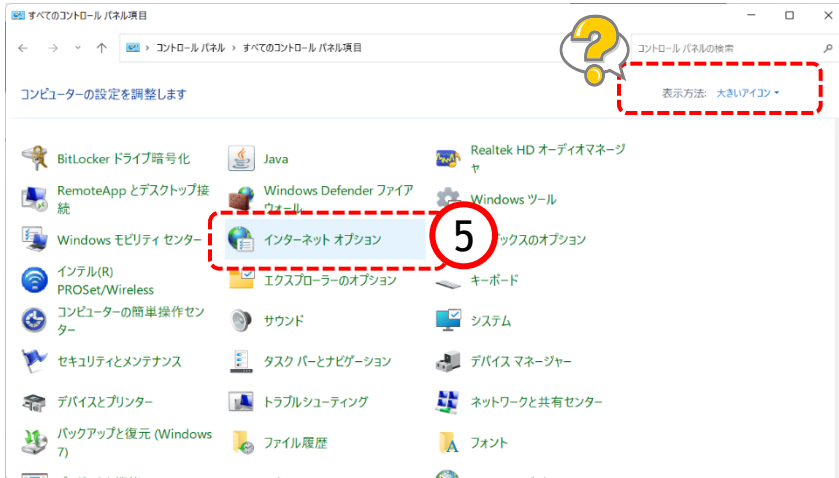 すべてのコントロール パネル項目
コントロール パネル > すべてのコントロール パネル項目
コントロール パネルの検索
?
コンピューターの設定を調整します
表示方法: 大きいアイコン
BitLocker ドライブ暗号化
Java
Realtek HD オーディオマネージ
ャ
RemoteApp とデスクトップ接
続
Windows Defender ファイア
ウォール
Windows ツール
Windows モビリティ センター
インターネット オプション
5
ックスのオプション
インテル(R)
PROSet/Wireless
エクスプローラーのオプション
キーボード
コンピューターの簡単操作セン
ター
サウンド
システム
セキュリティとメンテナンス
タスク バーとナビゲーション
デバイス マネージャー
デバイスとプリンター
トラブルシューティング
ネットワークと共有センター
バックアップと復元 (Windows
7)
ファイル履歴
フォント